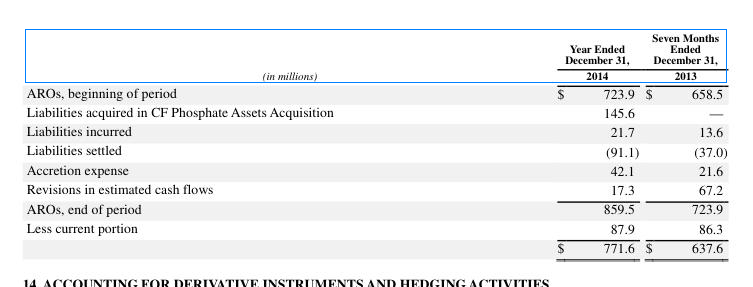 Seven Months
Year Ended Ended
December 31, December 31,
(in millions) 2014 2013
AROs, beginning of period $ 723.9 $ 658.5
Liabilities acquired in CF Phosphate Assets Acquisition 145.6 —
Liabilities incurred 21.7 13.6
Liabilities settled (91.1) (37.0)
Accretion expense 42.1 21.6
Revisions in estimated cash flows 17.3 67.2
AROs, end of period 859.5 723.9
Less current portion 87.9 86.3
$ 771.6 $ 637.6
14. ACCOUNTING FOR DERIVATIVE INSTRUMENTS AND HEDGING ACTIVITIES